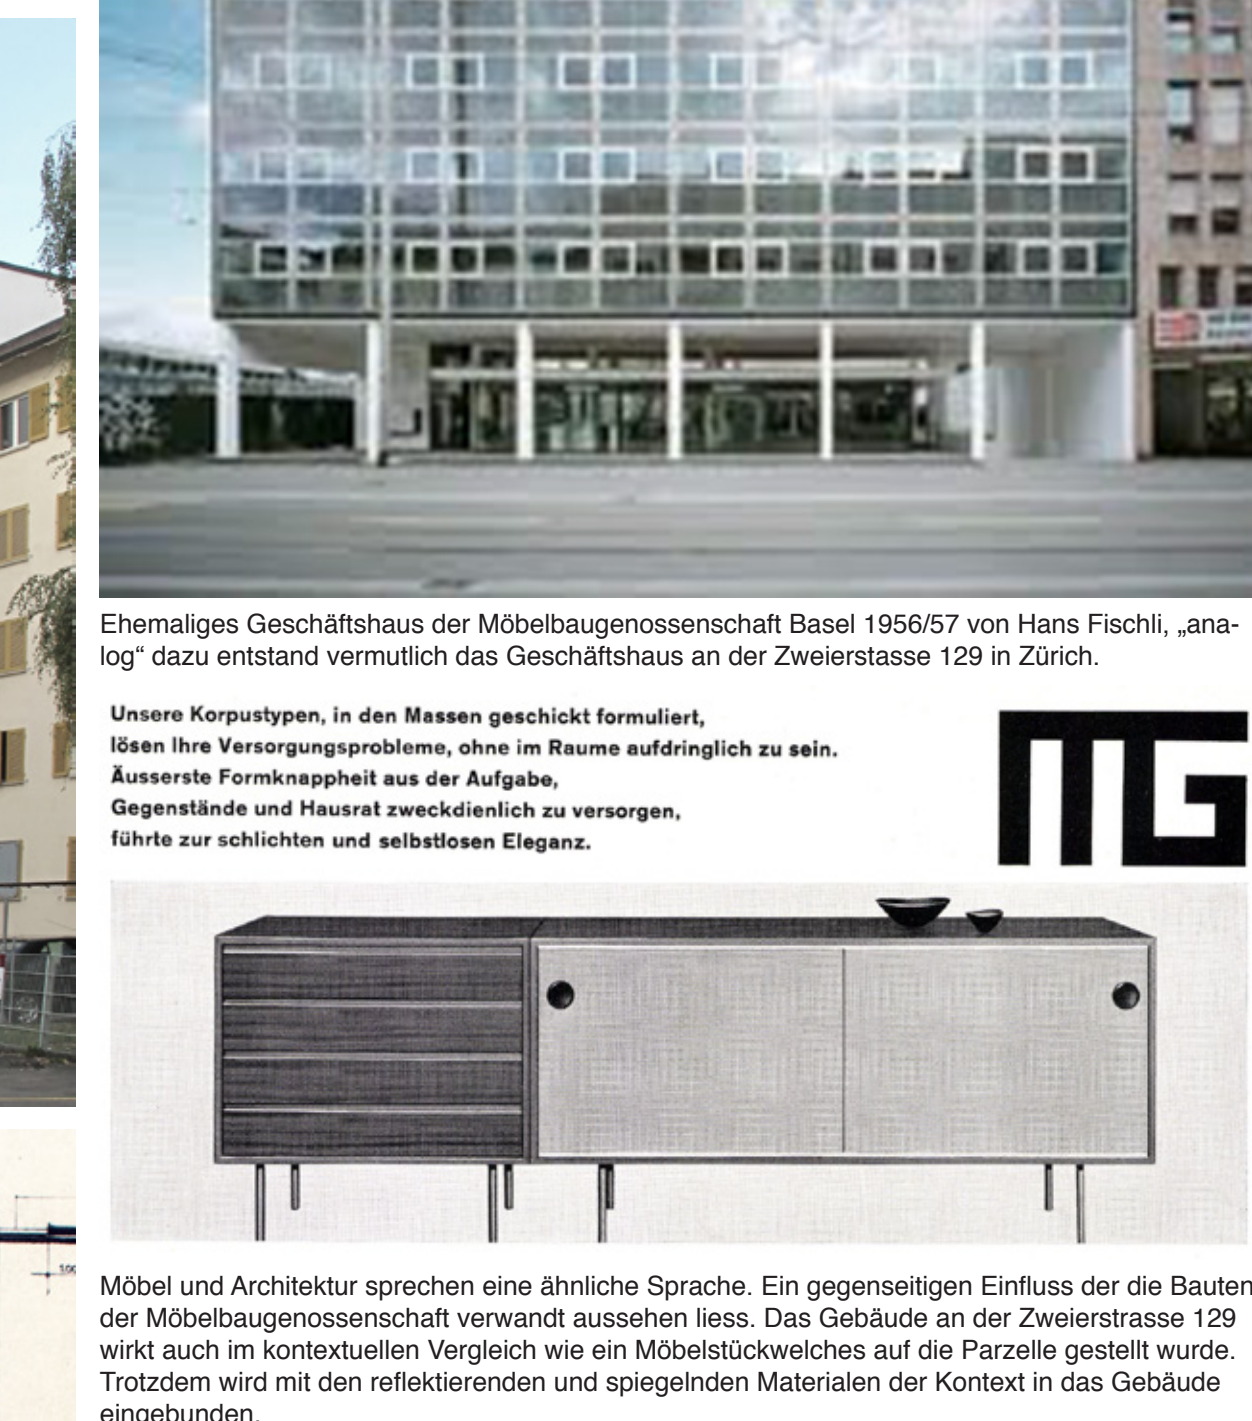 Ehemaliges Geschäftshaus der Möbelbaugenossenschaft Basel 1956/57 von Hans Fischli, „ana-
log“ dazu entstand vermutlich das Geschäftshaus an der Zweierstasse 129 in Zürich.
Unsere Korpustypen, in den Massen geschickt formuliert,
lösen Ihre Versorgungsprobleme, ohne im Raume aufdringlich zu sein.
Äusserste Formknappheit aus der Aufgabe,
Gegenstände und Hausrat zweckdienlich zu versorgen,
führte zur schlichten und selbstlosen Eleganz.
MG
100
Möbel und Architektur sprechen eine ähnliche Sprache. Ein gegenseitigen Einfluss der die Bauten
der Möbelbaugenossenschaft verwandt aussehen liess. Das Gebäude an der Zweierstrasse 129
wirkt auch im kontextuellen Vergleich wie ein Möbelstückwelches auf die Parzelle gestellt wurde.
Trotzdem wird mit den reflektierenden und spiegelnden Materialen der Kontext in das Gebäude
eingebunden.